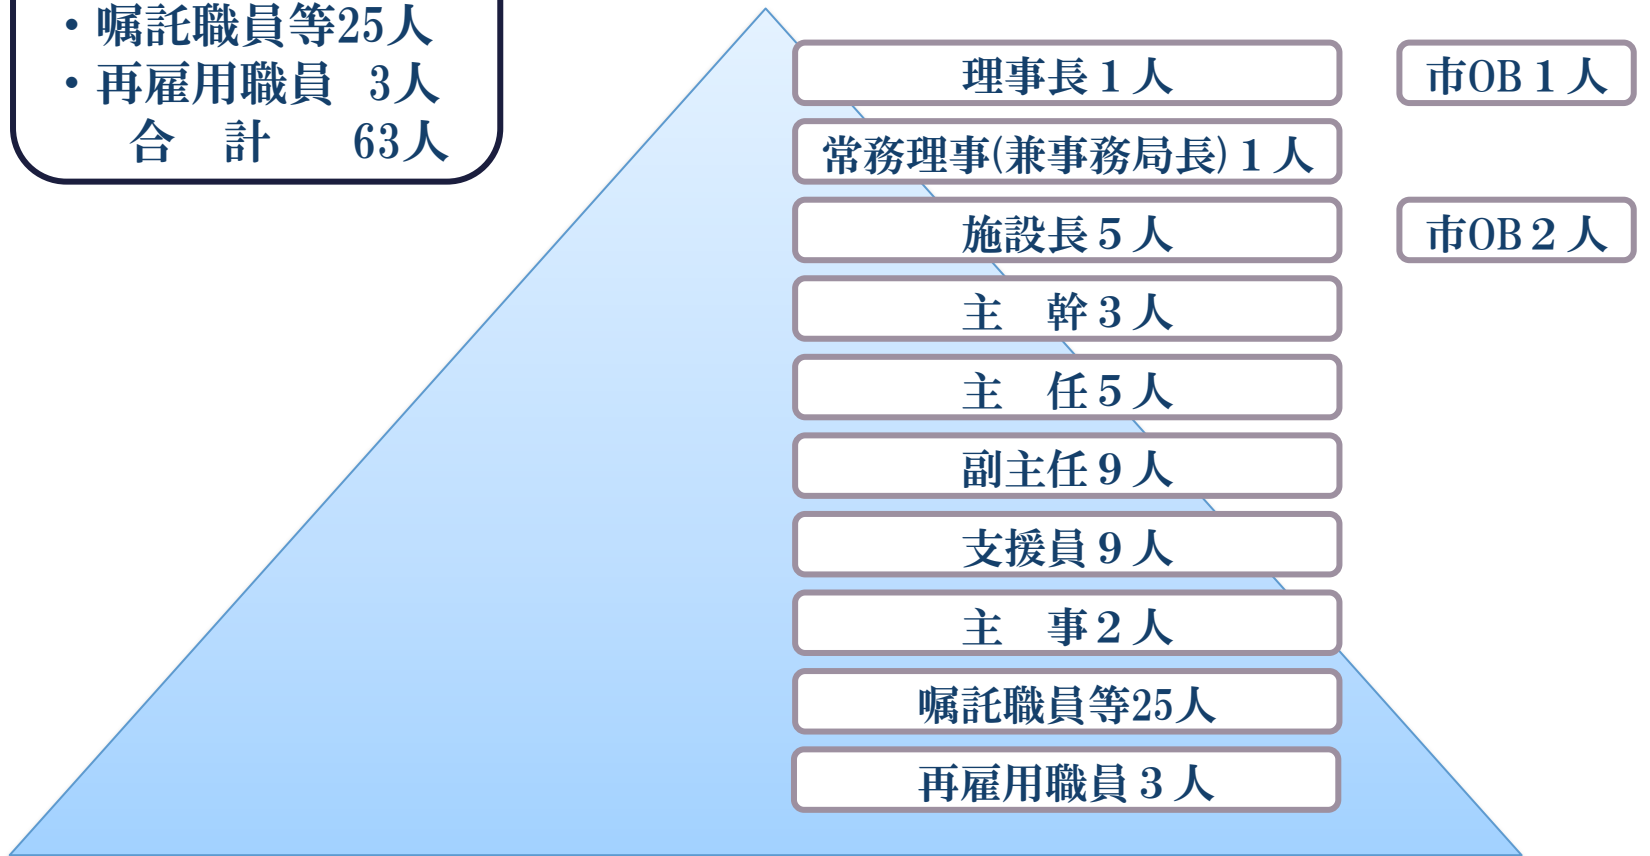 ・嘱託職員等25人
・再雇用職員 3人
合 計 63人
理事長１人
市OB１人
常務理事(兼事務局長)１人
施設長５人
市OB２人
主 幹３人
主 任５人
副主任９人
支援員９人
主 事２人
嘱託職員等25人
再雇用職員３人